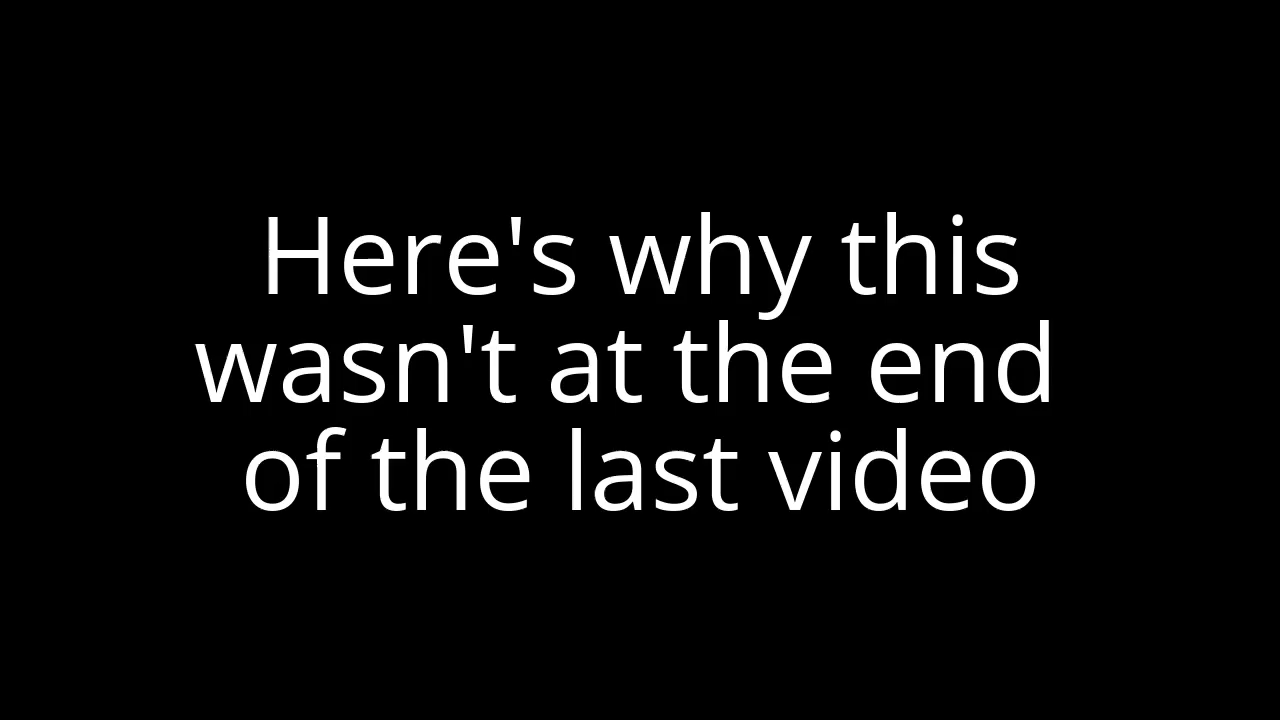 Here's why this
wasn't at the end
of the last video